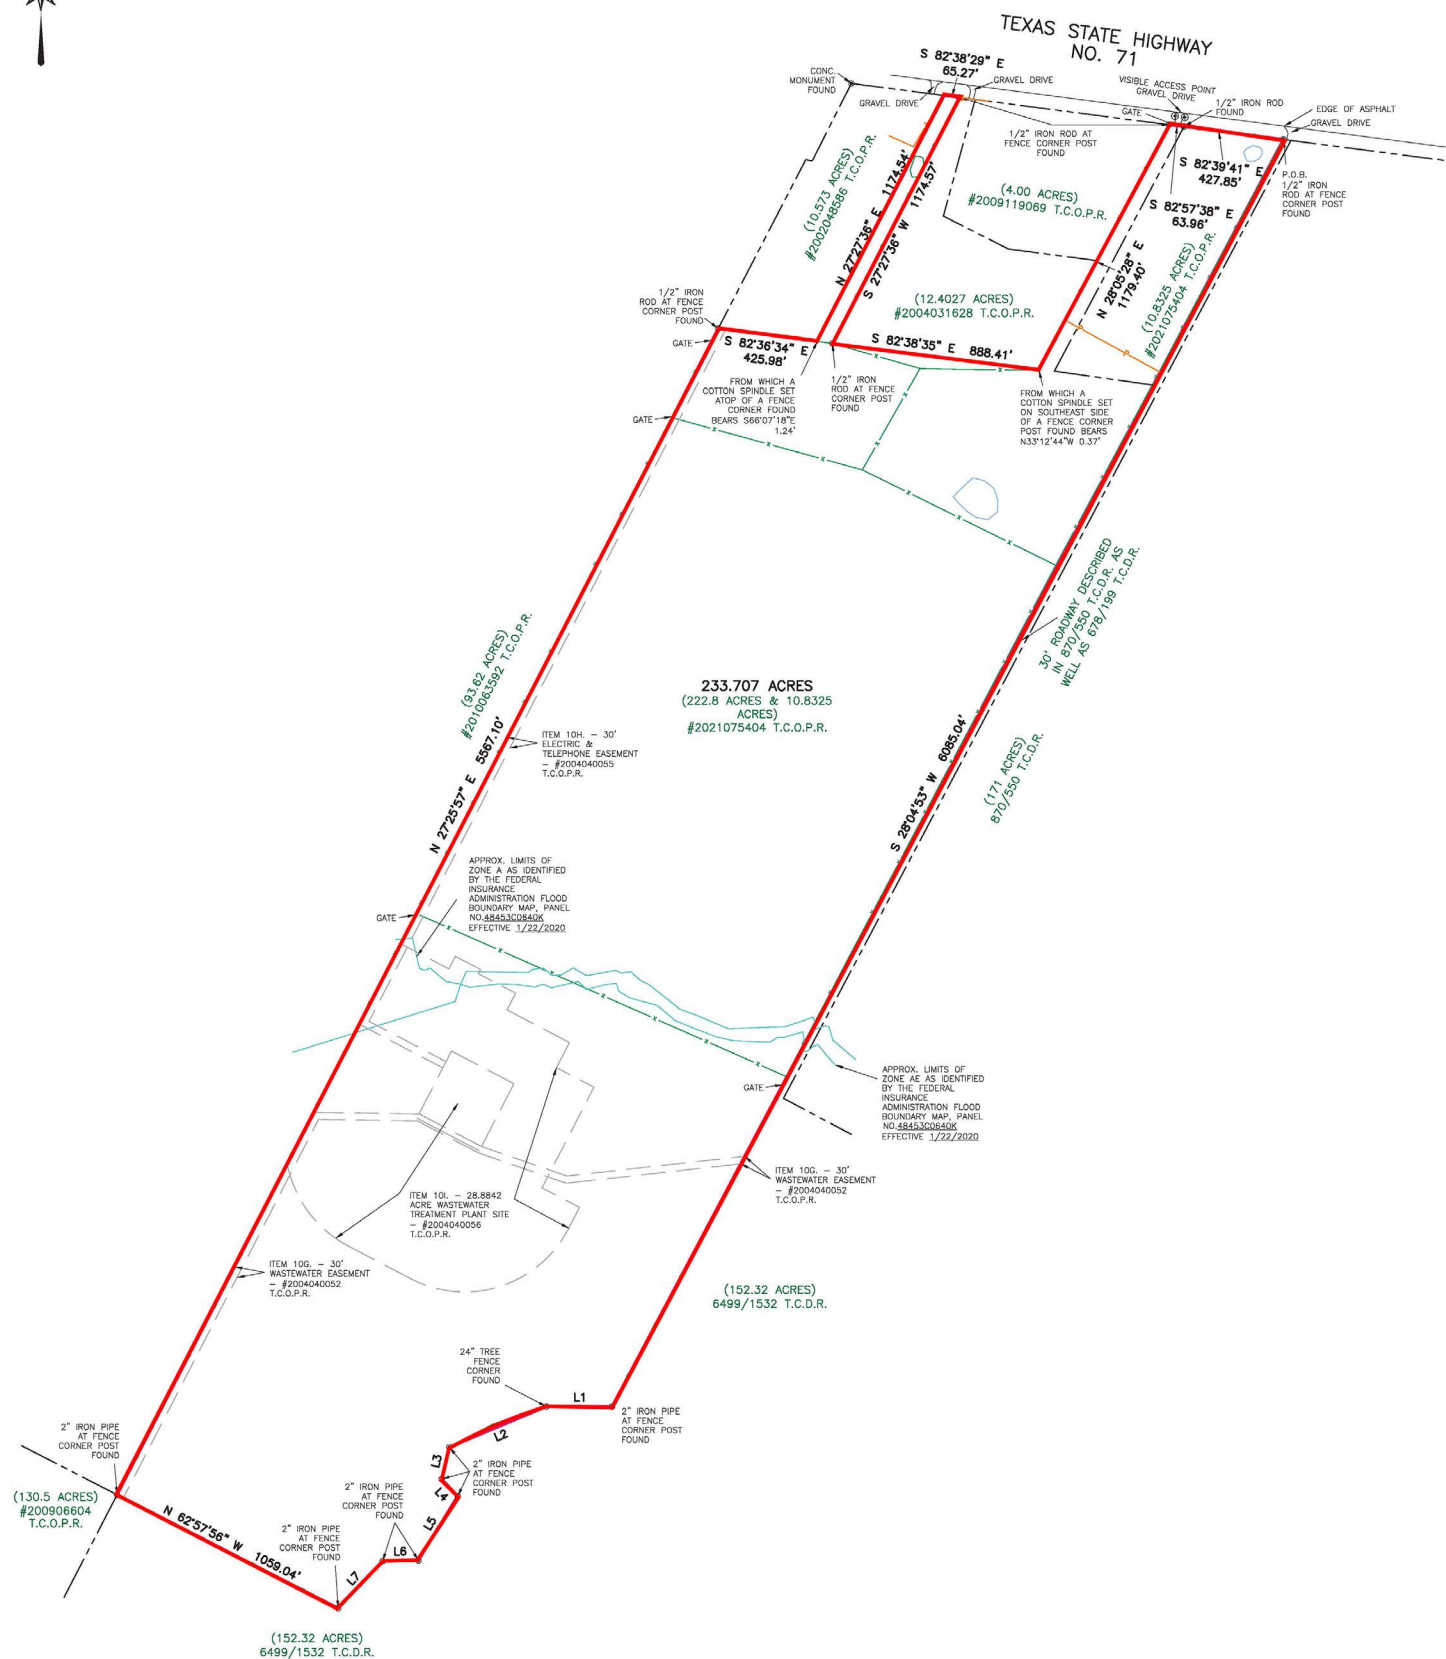 TEXAS STATE HIGHWAY
NO. 71
S 82°38'29" E
65.27'
CONC.
MONUMENT
FOUND
GRAVEL DRIVE
GRAVEL DRIVE
VISIBLE ACCESS POINT
GRAVEL DRIVE
GATE
1/2" IRON ROD
FOUND
EDGE OF ASPHALT
GRAVEL DRIVE
1/2" IRON ROD AT
FENCE CORNER POST
FOUND
S 82°39'41" E
427.85'
P.O.B.
1/2" IRON
ROD AT FENCE
CORNER POST
FOUND
S 82°57'38" E
63.96'
(10.573 ACRES)
#2002048586 T.C.O.P.R.
N 27°27'36" E 1174.54'
S 27°27'36" W 1174.57'
(4.00 ACRES)
#2009119069 T.C.O.P.R.
N 28°05'28" E
1179.40'
(10.8325 ACRES)
#2021075404 T.C.O.P.R.
(12.4027 ACRES)
#2004031628 T.C.O.P.R.
1/2" IRON
ROD AT FENCE
CORNER POST
FOUND
GATE
S 82°36'34" E
425.98'
S 82°38'35" E 888.41'
FROM WHICH A
COTTON SPINDLE SET
ATOP OF A FENCE
CORNER FOUND
BEARS S66°07'18"E
1.24'
1/2" IRON
ROD AT FENCE
CORNER POST
FOUND
FROM WHICH A
COTTON SPINDLE SET
ON SOUTHEAST SIDE
OF A FENCE CORNER
POST FOUND BEARS
N33°12'44"W 0.37'
GATE
30' ROADWAY DESCRIBED
IN 870/550 T.C.D.R. AS
WELL AS 678/199 T.C.D.R.
(93.62 ACRES)
#2010063592 T.C.O.P.R.
233.707 ACRES
(222.8 ACRES & 10.8325
ACRES)
#2021075404 T.C.O.P.R.
N 27°25'57" E 5567.10'
ITEM 10H. - 30'
ELECTRIC &
TELEPHONE EASEMENT
- #2004040055
T.C.O.P.R.
S 28°04'53" W 6085.04'
(171 ACRES)
870/550 T.C.D.R.
APPROX. LIMITS OF
ZONE A AS IDENTIFIED
BY THE FEDERAL
INSURANCE
ADMINISTRATION FLOOD
BOUNDARY MAP, PANEL
NO.48453C0640K
EFFECTIVE 1/22/2020
GATE
APPROX. LIMITS OF
ZONE AE AS IDENTIFIED
BY THE FEDERAL
INSURANCE
ADMINISTRATION FLOOD
BOUNDARY MAP, PANEL
NO.48453C0640K
EFFECTIVE 1/22/2020
GATE
ITEM 10G. - 30'
WASTEWATER EASEMENT
- #2004040052
T.C.O.P.R.
ITEM 10I. - 28.8842
ACRE WASTEWATER
TREATMENT PLANT SITE
- #2004040056
T.C.O.P.R.
ITEM 10G. - 30'
WASTEWATER EASEMENT
- #2004040052
T.C.O.P.R.
(152.32 ACRES)
6499/1532 T.C.D.R.
24" TREE
FENCE
CORNER
FOUND
L1
2" IRON PIPE
AT FENCE
CORNER POST
FOUND
L2
2" IRON PIPE
AT FENCE
CORNER POST
FOUND
L3
2" IRON PIPE
AT FENCE
CORNER POST
FOUND
L4
2" IRON PIPE
AT FENCE
CORNER POST
FOUND
(130.5 ACRES)
#200906604
T.C.O.P.R.
N 62°57'56" W 1059.04'
2" IRON PIPE
AT FENCE
CORNER POST
FOUND
L5
L6
L7
(152.32 ACRES)
6499/1532 T.C.D.R.